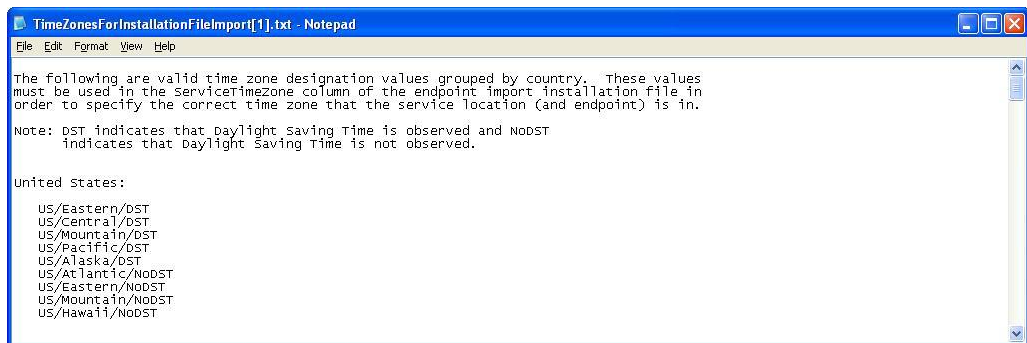 TimeZonesForInstallationFileImport[1].txt - Notepad
File Edit Format View Help
The following are valid time zone designation values grouped by country.  These values
must be used in the ServiceTimeZone column of the endpoint import installation file in
order to specify the correct time zone that the service location (and endpoint) is in.
Note: DST indicates that Daylight Saving Time is observed and NoDST
indicates that Daylight Saving Time is not observed.
United States:
US/Eastern/DST
US/Central/DST
US/Mountain/DST
US/Pacific/DST
US/Alaska/DST
US/Atlantic/NoDST
US/Eastern/NoDST
US/Mountain/NoDST
US/Hawaii/NoDST